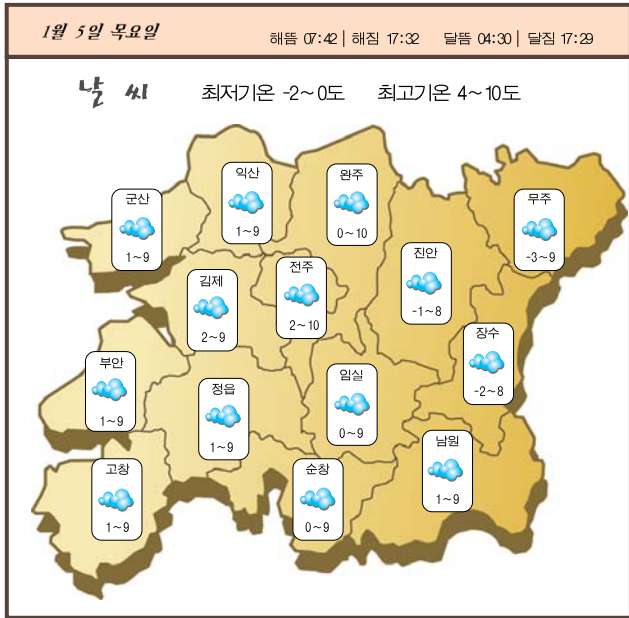 1월 5일 목요일
해뜸 07:42 | 해짐 17:32 달뜸 04:30 | 달짐 17:29
날 씨 최저기온 -2~0도 최고기온 4~10도
익산
1~9
완주
0~10
군산
1~9
무주
-3~9
진안
-1~8
전주
2~10
김제
2~9
장수
-2~8
부안
1~9
임실
0~9
정읍
1~9
남원
1~9
고창
1~9
순창
0~9